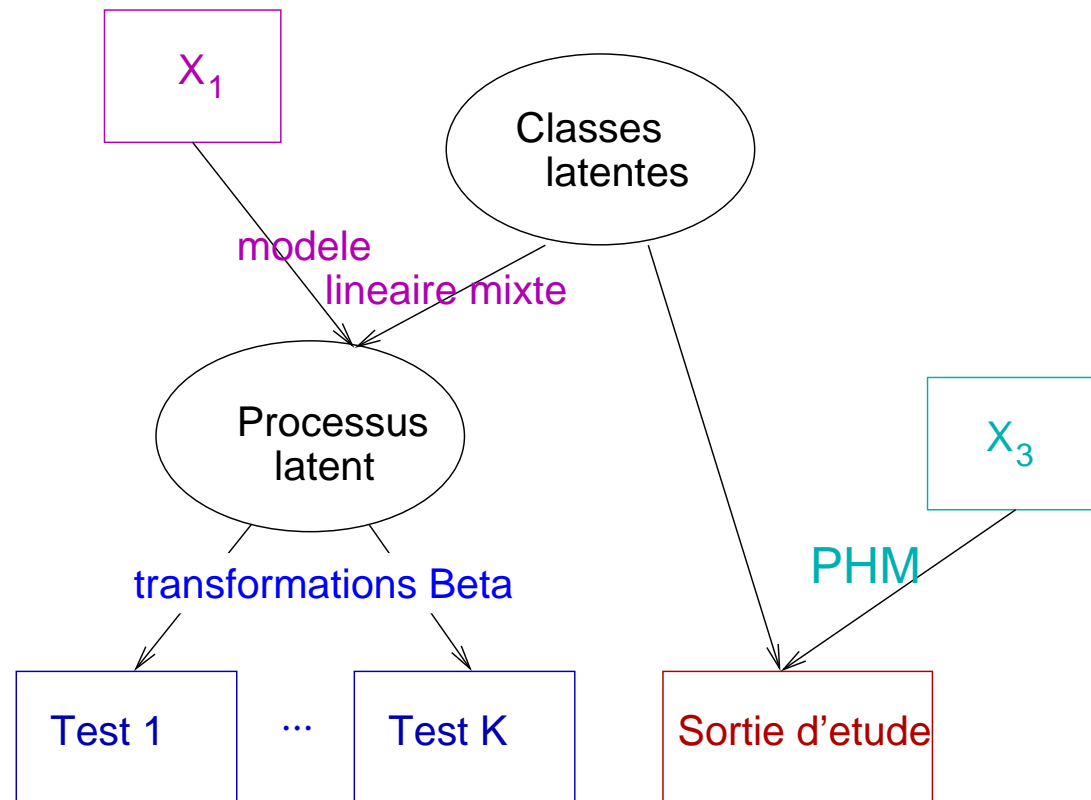 X1
Classes
latentes
modele
lineaire mixte
Processus
latent
X3
PHM
transformations Beta
Test 1
...
Test K
Sortie d'etude